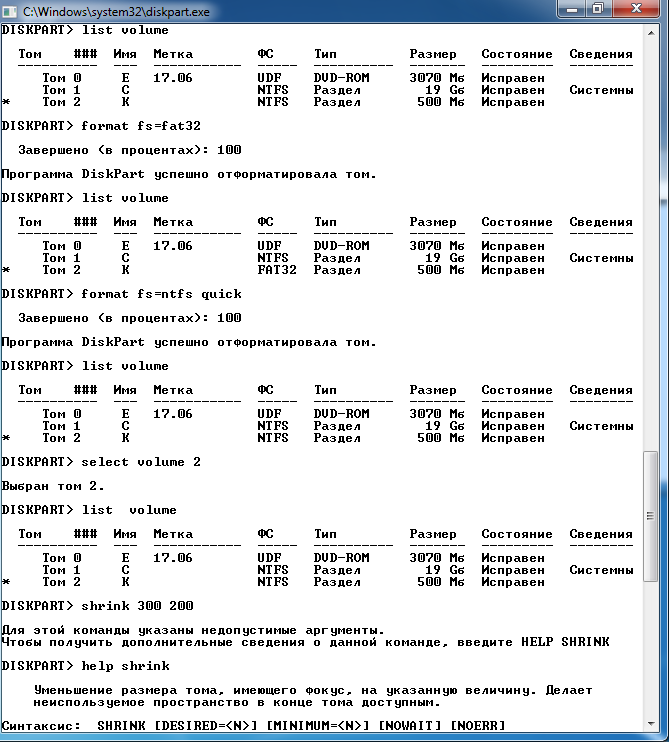 C:\Windows\system32\diskpart.exe
DISKPART> list volume
Том ### Имя Метка ФС Тип Размер Состояние Сведения
Том 0 E 17.06 UDF DVD-ROM 3070 Мб Исправен
Том 1 C NTFS Раздел 19 Gб Исправен Системны
* Том 2 K NTFS Раздел 500 Мб Исправен
DISKPART> format fs=fat32
Завершено (в процентах): 100
Программа DiskPart успешно отформатировала том.
DISKPART> list volume
Том ### Имя Метка ФС Тип Размер Состояние Сведения
Том 0 E 17.06 UDF DVD-ROM 3070 Мб Исправен
Том 1 C NTFS Раздел 19 Gб Исправен Системны
* Том 2 K FAT32 Раздел 500 Мб Исправен
DISKPART> format fs=ntfs quick
Завершено (в процентах): 100
Программа DiskPart успешно отформатировала том.
DISKPART> list volume
Том ### Имя Метка ФС Тип Размер Состояние Сведения
Том 0 E 17.06 UDF DVD-ROM 3070 Мб Исправен
Том 1 C NTFS Раздел 19 Gб Исправен Системны
* Том 2 K NTFS Раздел 500 Мб Исправен
DISKPART> select volume 2
Выбран том 2.
DISKPART> list  volume
Том ### Имя Метка ФС Тип Размер Состояние Сведения
Том 0 E 17.06 UDF DVD-ROM 3070 Мб Исправен
Том 1 C NTFS Раздел 19 Gб Исправен Системны
* Том 2 K NTFS Раздел 500 Мб Исправен
DISKPART> shrink 300 200
Для этой команды указаны недопустимые аргументы.
Чтобы получить дополнительные сведения о данной команде, введите HELP SHRINK
DISKPART> help shrink
Уменьшение размера тома, имеющего фокус, на указанную величину. Делает
неиспользуемое пространство в конце тома доступным.
Синтаксис:  SHRINK [DESIRED=<N>] [MINIMUM=<N>] [NOWAIT] [NOERR]